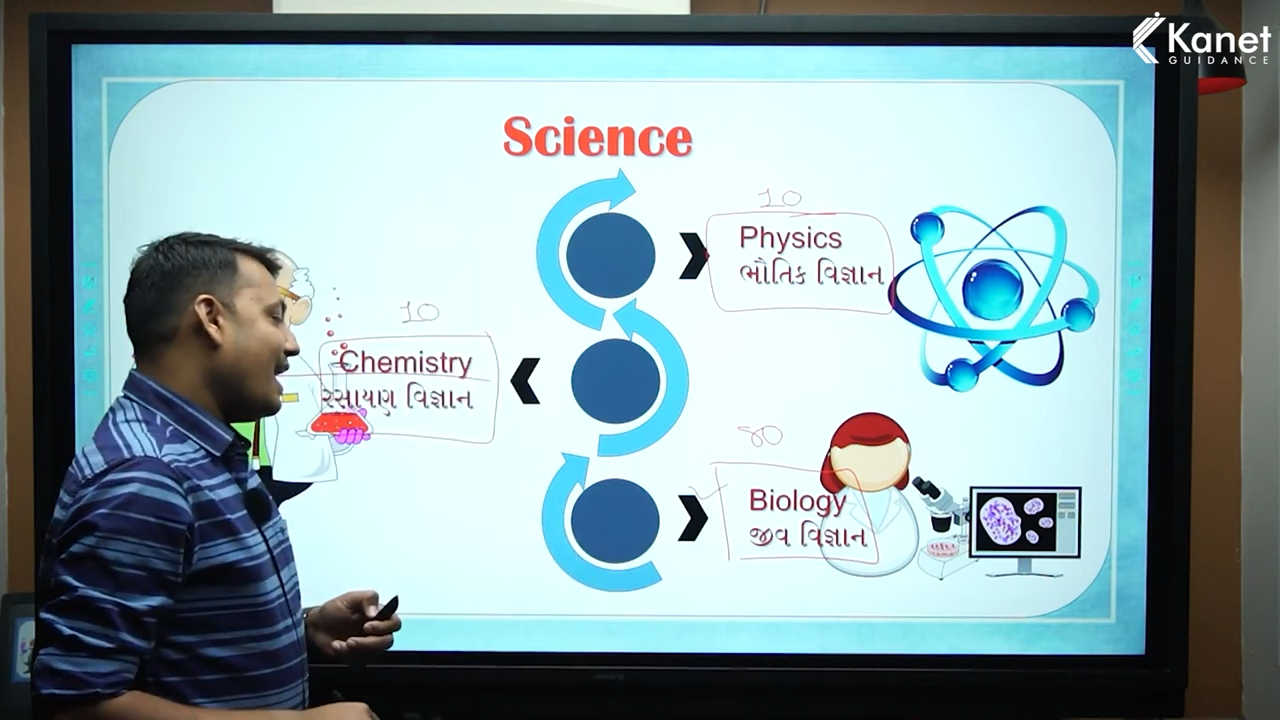 Kanet
GUIDANCE
Science
10
Physics
ભૌતિક વિજ્ઞાન
10
Chemistry
રસાયણ વિજ્ઞાન
80
Biology
જીવ વિજ્ઞાન